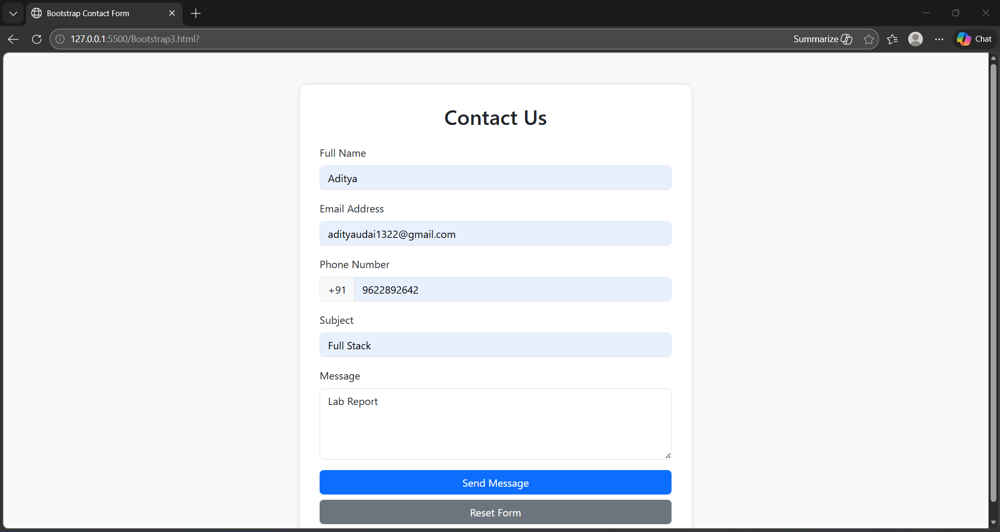 Bootstrap Contact Form
127.0.0.1:5500/Bootstrap3.html?
Summarize
Chat
Contact Us
Full Name
Aditya
Email Address
adityaudai1322@gmail.com
Phone Number
+91 9622892642
Subject
Full Stack
Message
Lab Report
Send Message
Reset Form